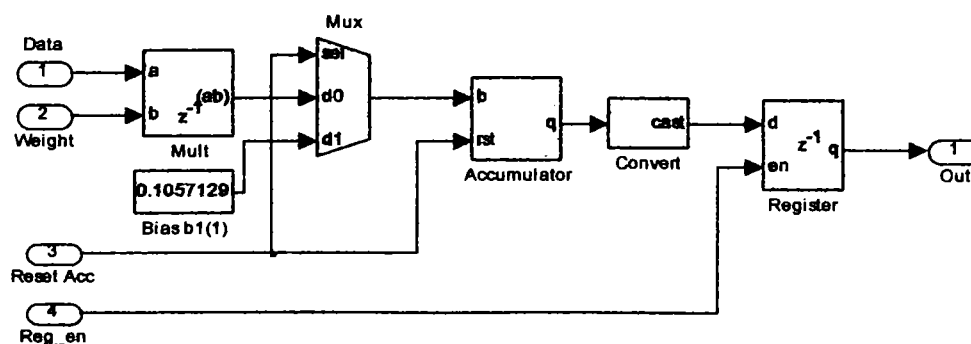 Mux
Data
1
a
sel
(ab)
d0
b
cast
d
2
b
z⁻¹
q
z⁻¹
q
1
Weight
Mult
d1
rst
Convert
en
Out
Accumulator
0.1057129
Register
Bias b1(1)
3
Reset Acc
4
Reg_en